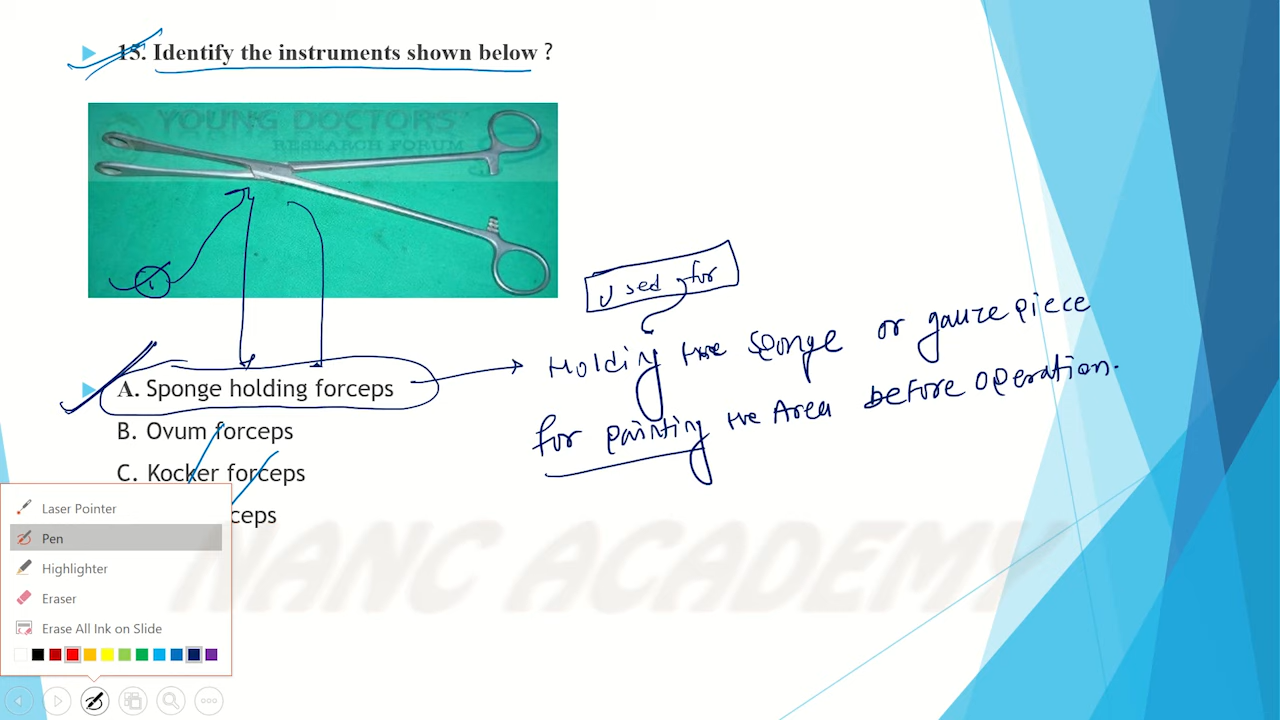 15. Identify the instruments shown below ?
YOUNG DOCTORS
RESEARCH FORUM
Used for
Holding the sponge or gauze piece
for painting the Area before operation.
A. Sponge holding forceps
B. Ovum forceps
C. Kocker forceps
ceps
Laser Pointer
Pen
Highlighter
Eraser
Erase All Ink on Slide
NANC ACADEMY